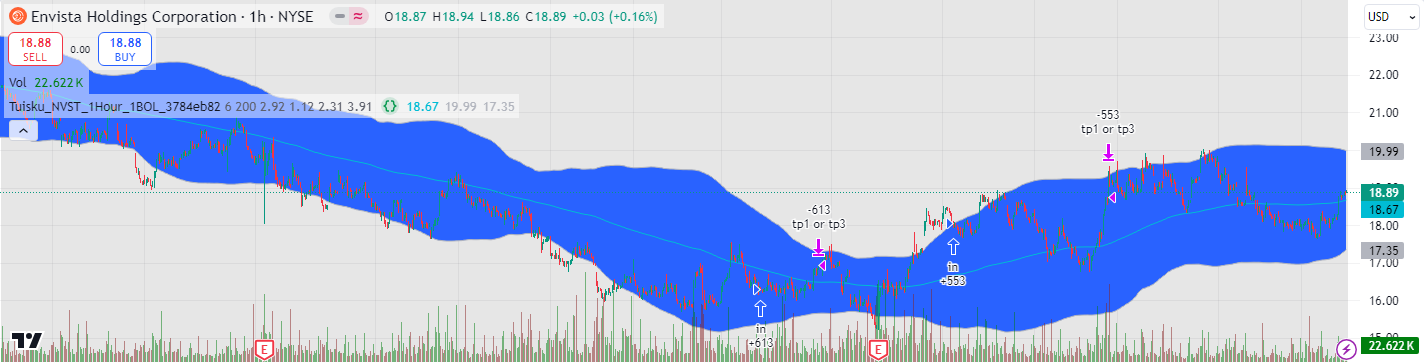 Envista Holdings Corporation · 1h · NYSE O18.87 H18.94 L18.86 C18.89 +0.03 (+0.16%)
USD
23.00
18.88
SELL
0.00
18.88
BUY
22.00
Vol 22.622 K
Tuisku_NVST_1Hour_1BOL_3784eb82 6 200 2.92 1.12 2.31 3.91 {} 18.67 19.99 17.35
21.00
-553
tp1 or tp3
19.99
18.89
-613
tp1 or tp3
18.67
18.00
17.35
17.00
in
+553
16.00
in
+613
15.00
E
E
22.622 K